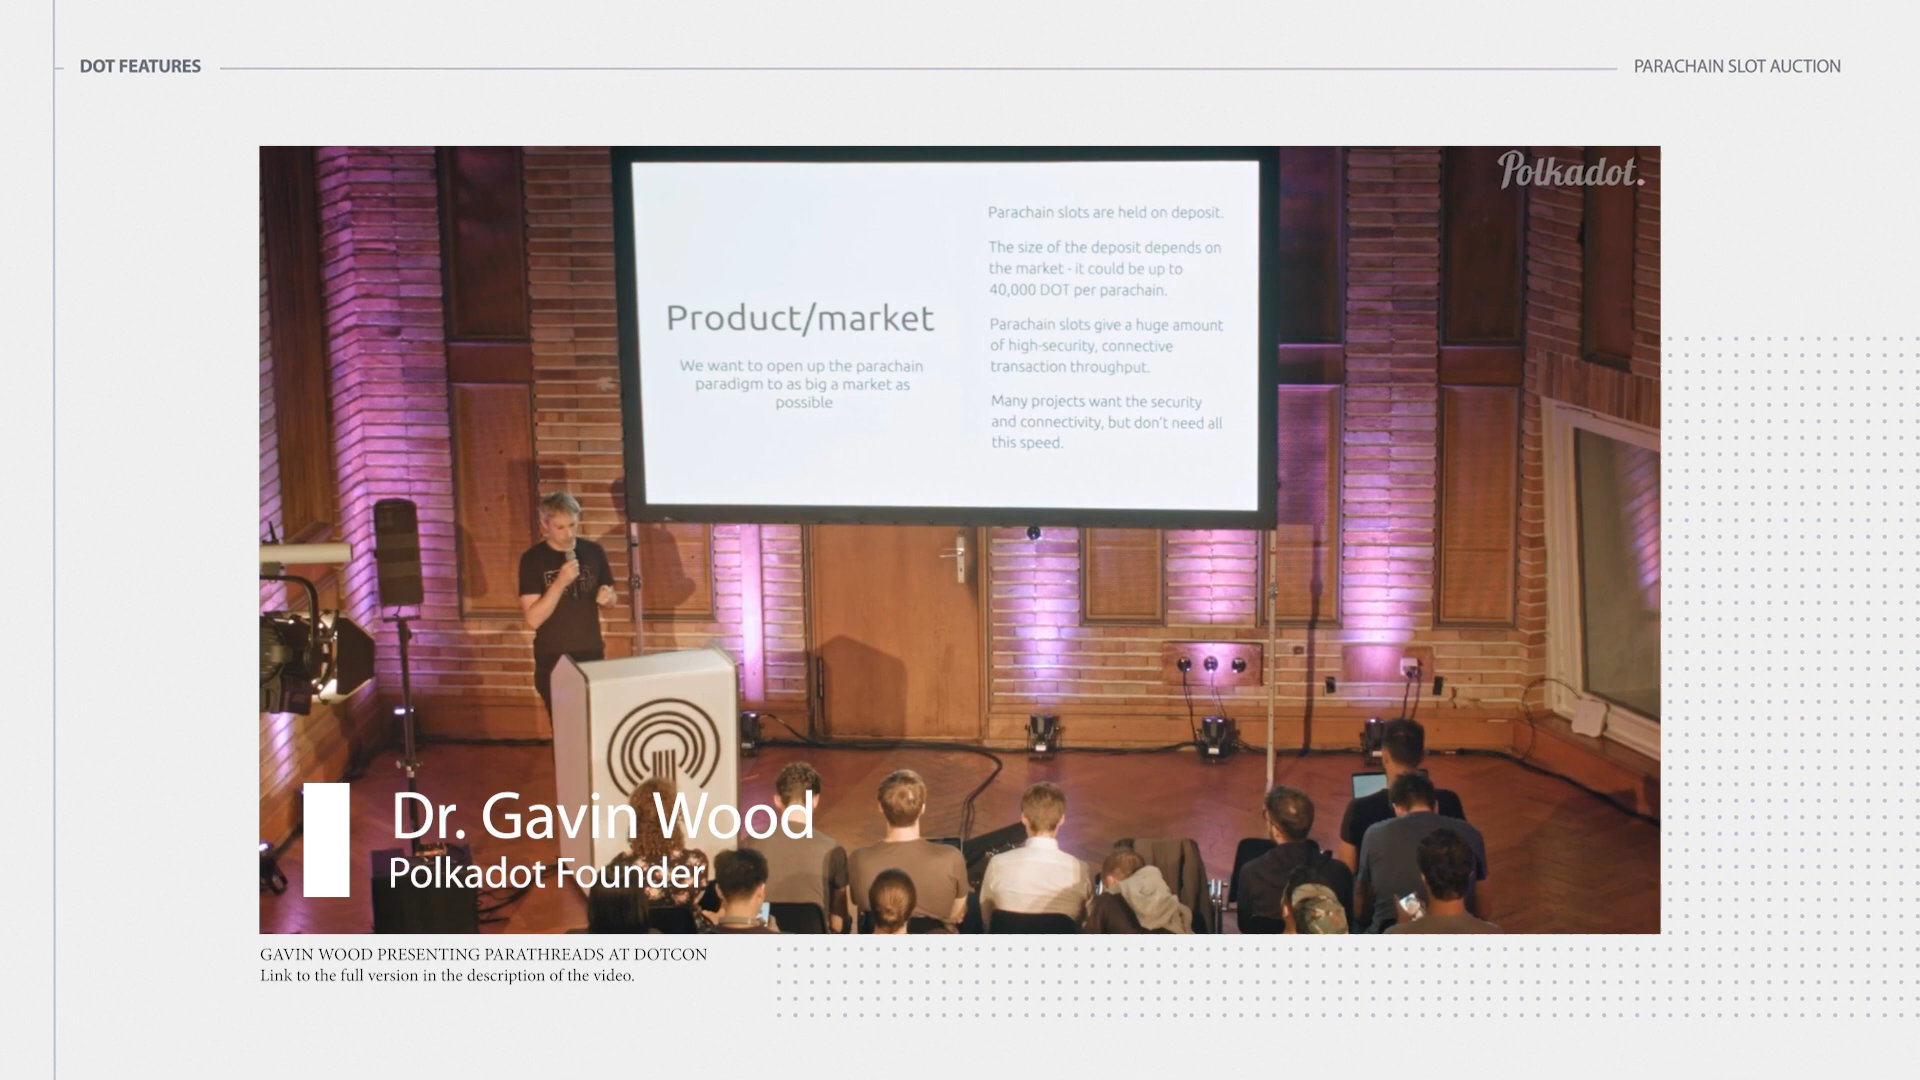 DOT FEATURES
PARACHAIN SLOT AUCTION
Polkadot.
Product/market
We want to open up the parachain
paradigm to as big a market as
possible
Parachain slots are held on deposit.
The size of the deposit depends on
the market - it could be up to
40,000 DOT per parachain.
Parachain slots give a huge amount
of high-security, connective
transaction throughput.
Many projects want the security
and connectivity, but don't need all
this speed.
Dr. Gavin Wood
Polkadot Founder
GAVIN WOOD PRESENTING PARATHREADS AT DOTCON
Link to the full version in the description of the video.